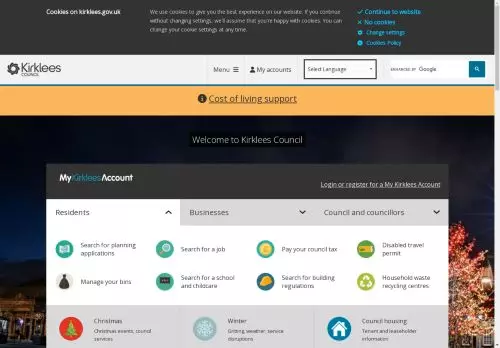 Cookies on kirklees.gov.uk
We use cookies to give you the best experience on our website. If you
continue without changing settings, we'll assume that you're happy with cookies. You can
change your cookie settings at any time.
Continue to website
No cookies
Change settings
Cookies Policy
Kirklees
COUNCIL
Menu
My accounts
Select Language
ENHANCED BY Google
Cost of living support
Welcome to Kirklees Council
MyKirkleesAccount
Login or register for a My Kirklees Account
Residents
Businesses
Council and councillors
Search for planning
applications
Search for a job
Pay your council tax
Disabled travel
permit
Manage your bins
Search for a school
and childcare
Search for building
regulations
Household waste
recycling centres
Christmas
Christmas events, council
services
Winter
Gritting, weather, service
disruptions
Council housing
Tenant and leaseholder
information